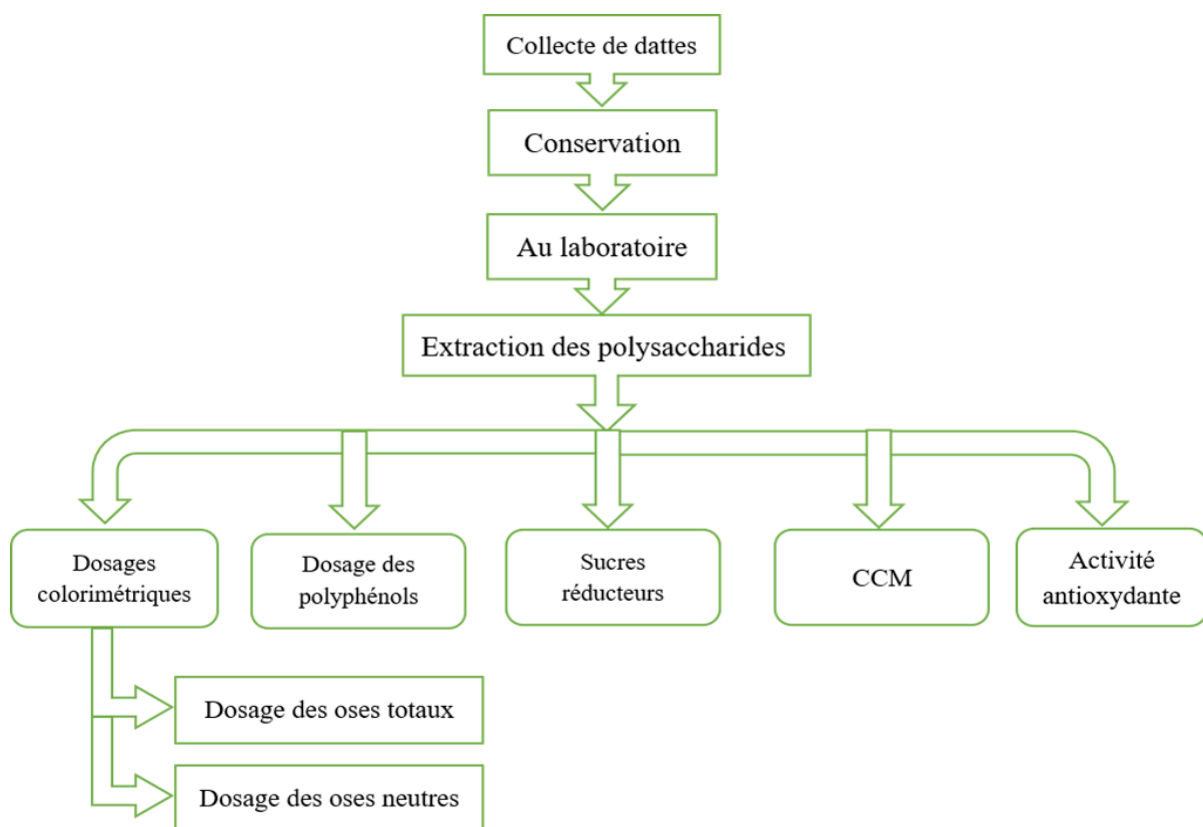 Collecte de dattes
Conservation
Au laboratoire
Extraction des polysaccharides
Dosages
colorimétriques
Dosage des
polyphénols
Sucres
réducteurs
CCM
Activité
antioxydante
Dosage des oses totaux
Dosage des oses neutres